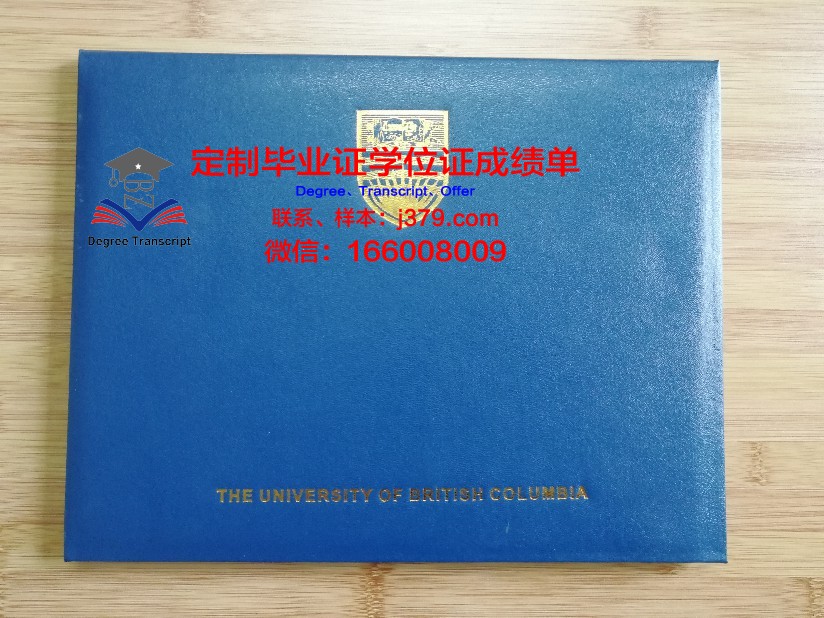 定制毕业证学位证成绩单
Degree、Transcript、Offer
联系、样本：j379.com
微信：166008009
Degree Transcript
THE UNIVERSITY OF BRITISH COLUMBIA